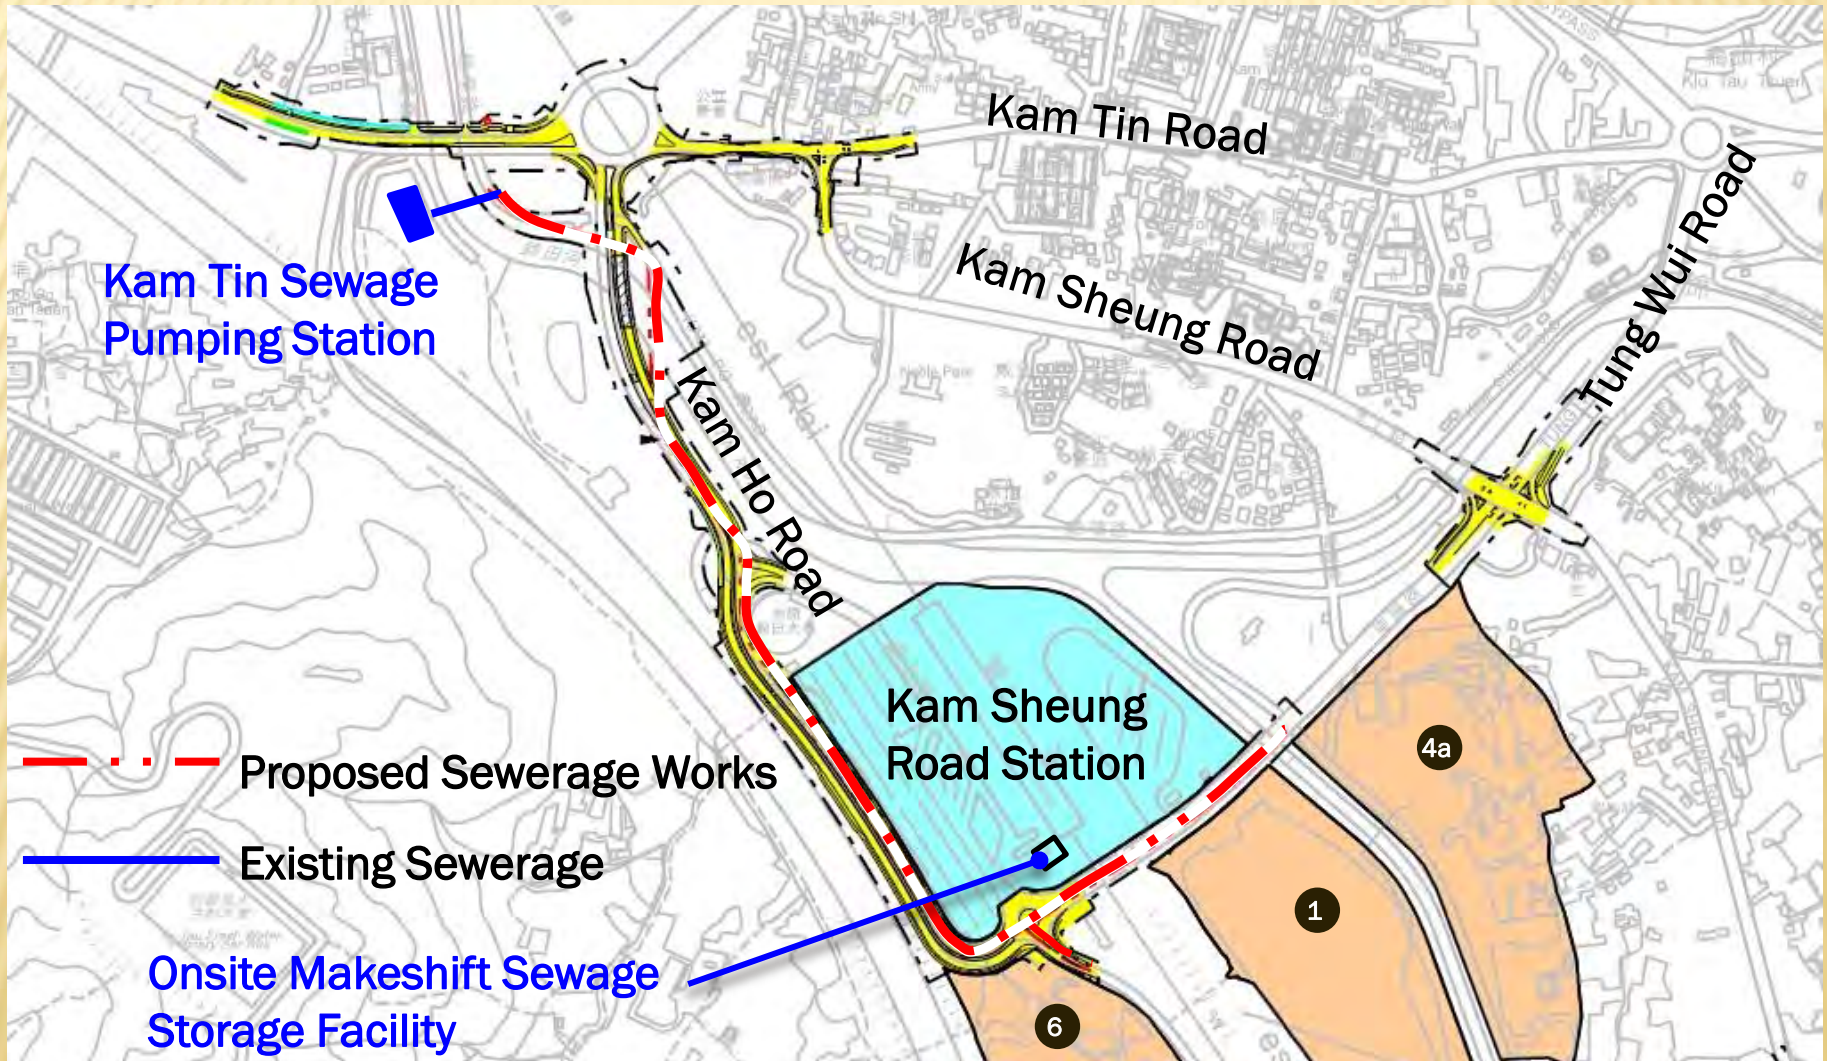 Kam Tin Road
Kam Sheung Road
Tung Wui Road
Kam Tin Sewage
Pumping Station
Kam Ho Road
Kam Sheung
Road Station
4a
1
6
Proposed Sewerage Works
Existing Sewerage
Onsite Makeshift Sewage
Storage Facility